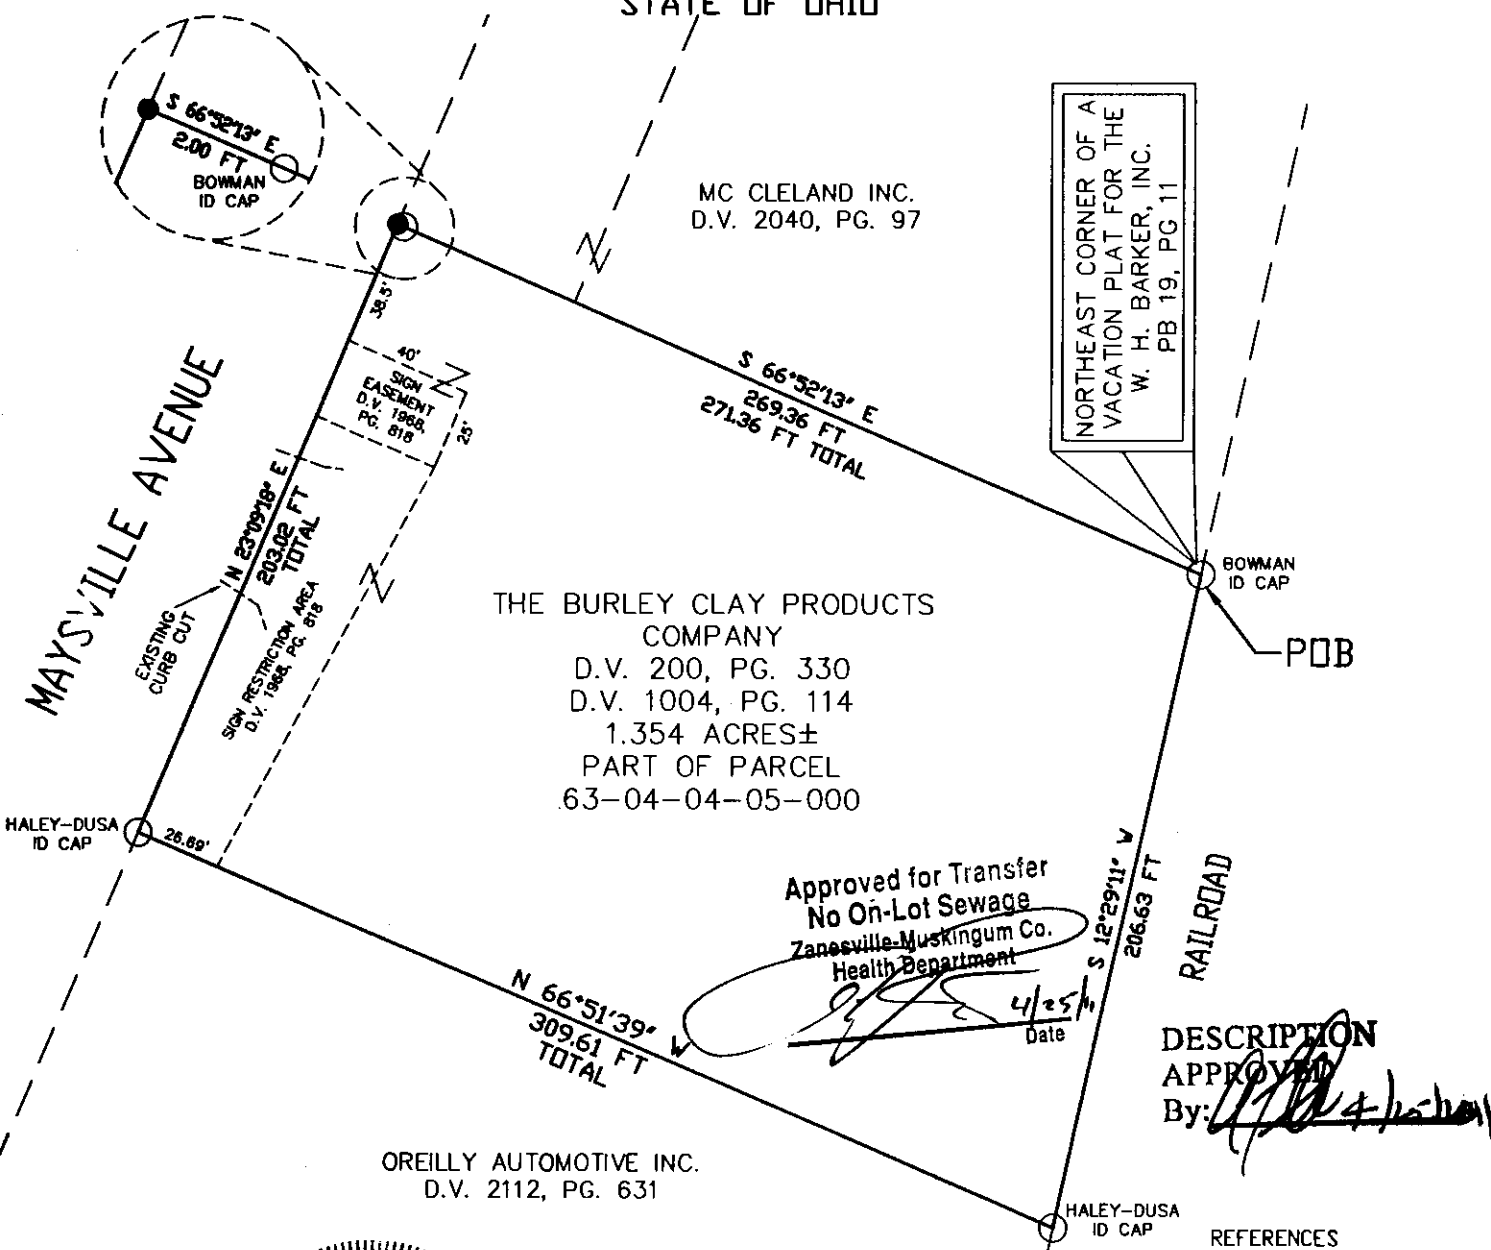 STATE OF OHIO
S 66°52'13" E
2.00 FT
BOWMAN
ID CAP
MC CLELAND INC.
D.V. 2040, PG. 97
NORTHEAST CORNER OF A
VACATION PLAT FOR THE
W. H. BARKER, INC.
PB 19, PG 11
38.5'
40'
SIGN
EASEMENT
D.V. 1968,
PG. 818
25'
S 66°52'13" E
269.36 FT
271.36 FT TOTAL
MAYSVILLE AVENUE
N 23°09'18" E
203.02 FT
TOTAL
EXISTING
CURB CUT
SIGN RESTRICTION AREA
D.V. 1968, PG. 818
BOWMAN
ID CAP
POB
THE BURLEY CLAY PRODUCTS
COMPANY
D.V. 200, PG. 330
D.V. 1004, PG. 114
1.354 ACRES±
PART OF PARCEL
63-04-04-05-000
HALEY-DUSA
ID CAP
26.69'
Approved for Transfer
No On-Lot Sewage
Zanesville-Muskingum Co.
Health Department
4/25/11
Date
S 12°29'11" W
206.63 FT
RAILROAD
N 66°51'39" W
309.61 FT
TOTAL
DESCRIPTION
APPROVED
By:
OREILLY AUTOMOTIVE INC.
D.V. 2112, PG. 631
HALEY-DUSA
ID CAP
REFERENCES